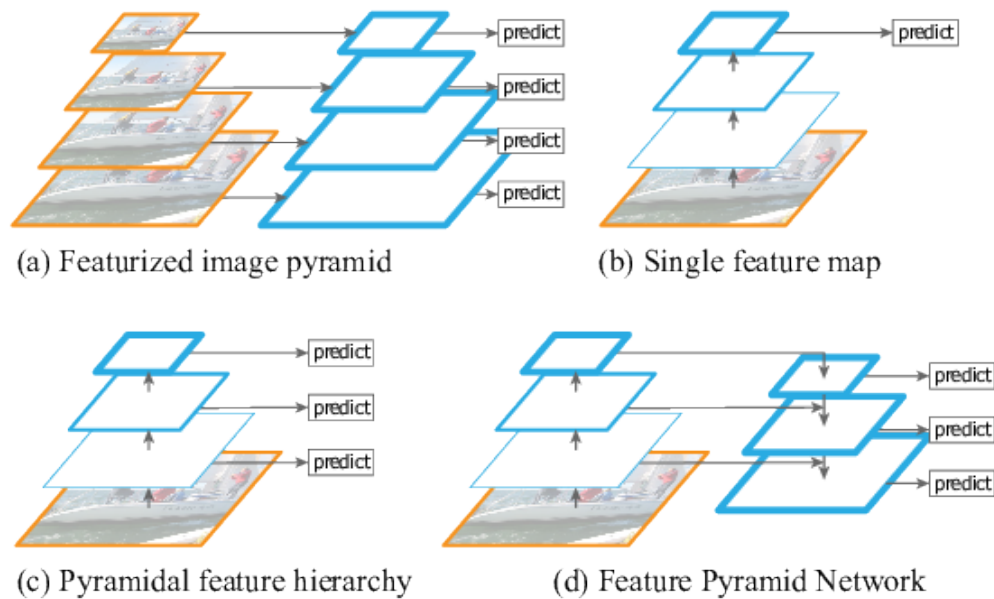 predict
predict
predict
predict
(a) Featurized image pyramid
predict
(b) Single feature map
predict
predict
predict
(c) Pyramidal feature hierarchy
predict
predict
predict
(d) Feature Pyramid Network